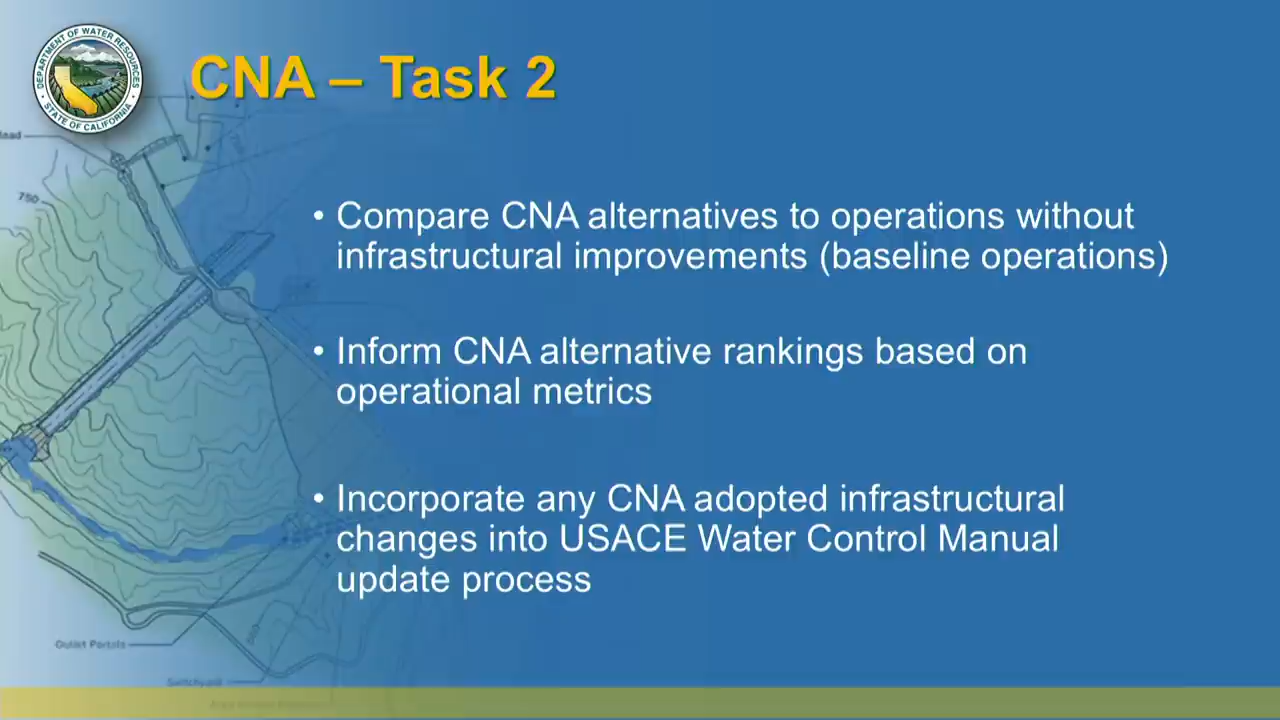 DEPARTMENT OF WATER RESOURCES
STATE OF CALIFORNIA
CNA – Task 2
750
• Compare CNA alternatives to operations without
infrastructural improvements (baseline operations)
• Inform CNA alternative rankings based on
operational metrics
• Incorporate any CNA adopted infrastructural
changes into USACE Water Control Manual
update process
Outlet Portals
Switchyard